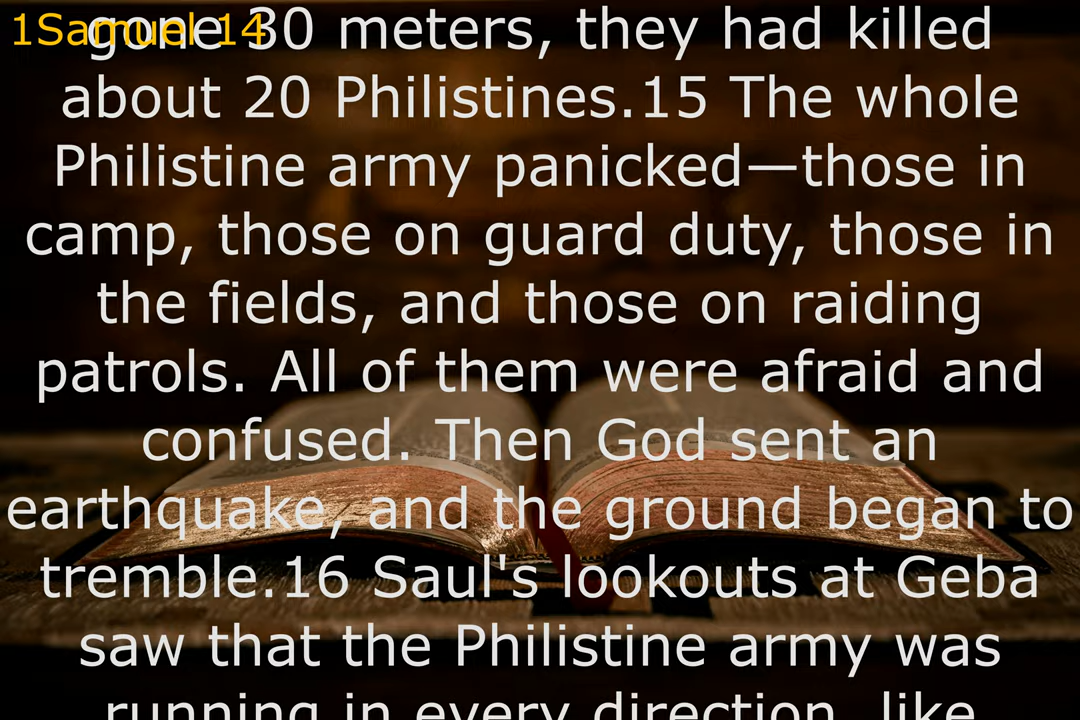 1Samuel 14
gone 30 meters, they had killed
about 20 Philistines.15 The whole
Philistine army panicked—those in
camp, those on guard duty, those in
the fields, and those on raiding
patrols. All of them were afraid and
confused. Then God sent an
earthquake, and the ground began to
tremble.16 Saul's lookouts at Geba
saw that the Philistine army was
running in every direction, like